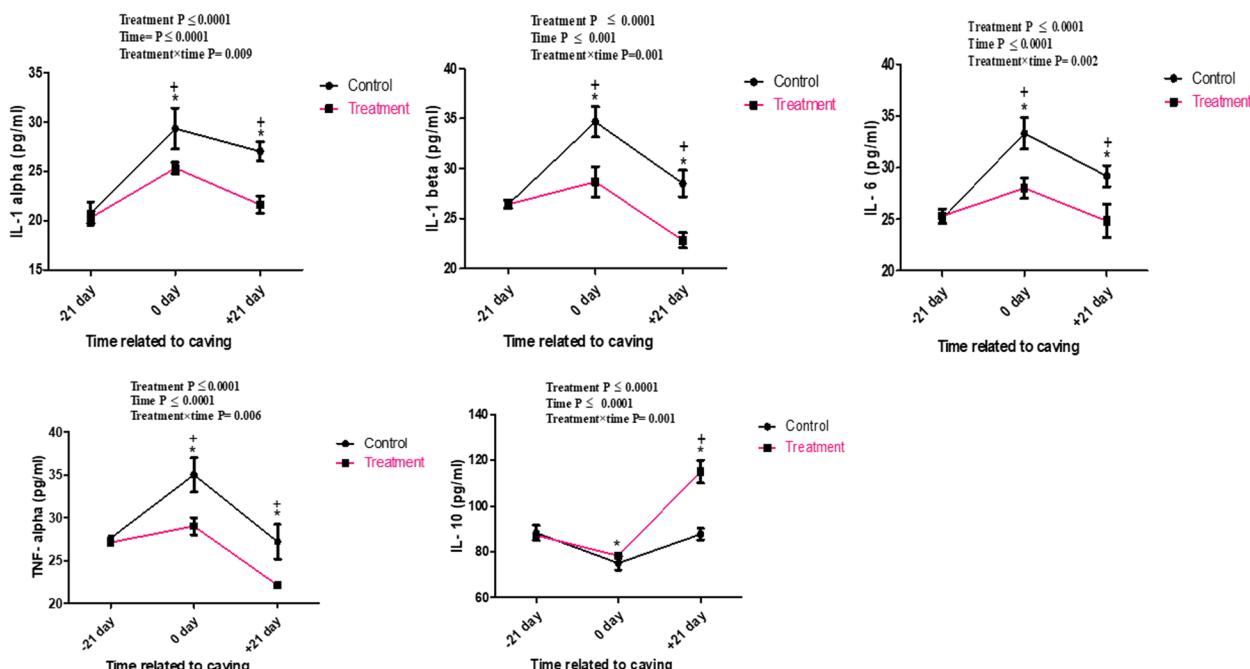 Treatment P ≤ 0.0001
Time= P ≤ 0.0001
Treatment×time P= 0.009
35
30
25
20
15
IL-1 alpha (pg/ml)
+
*
+
*
Control
Treatment
-21 day
0 day
+21 day
Time related to caving
Treatment P ≤ 0.0001
Time P ≤ 0.001
Treatment×time P=0.001
40
35
30
25
20
IL-1 beta (pg/ml)
+
*
+
*
Control
Treatment
-21 day
0 day
+21 day
Time related to caving
Treatment P ≤ 0.0001
Time P ≤ 0.0001
Treatment×time P= 0.002
40
35
30
25
20
IL - 6 (pg/ml)
+
*
+
*
Control
Treatment
-21 day
0 day
+21 day
Time related to caving
Treatment P ≤ 0.0001
Time P ≤ 0.0001
Treatment×time P= 0.006
40
35
30
25
20
TNF- alpha (pg/ml)
+
*
+
*
Control
Treatment
-21 day
0 day
+21 day
Time related to caving
Treatment P ≤ 0.0001
Time P ≤ 0.0001
Treatment×time P= 0.001
140
120
100
80
60
IL- 10 (pg/ml)
*
+
*
Control
Treatment
-21 day
0 day
+21 day
Time related to caving